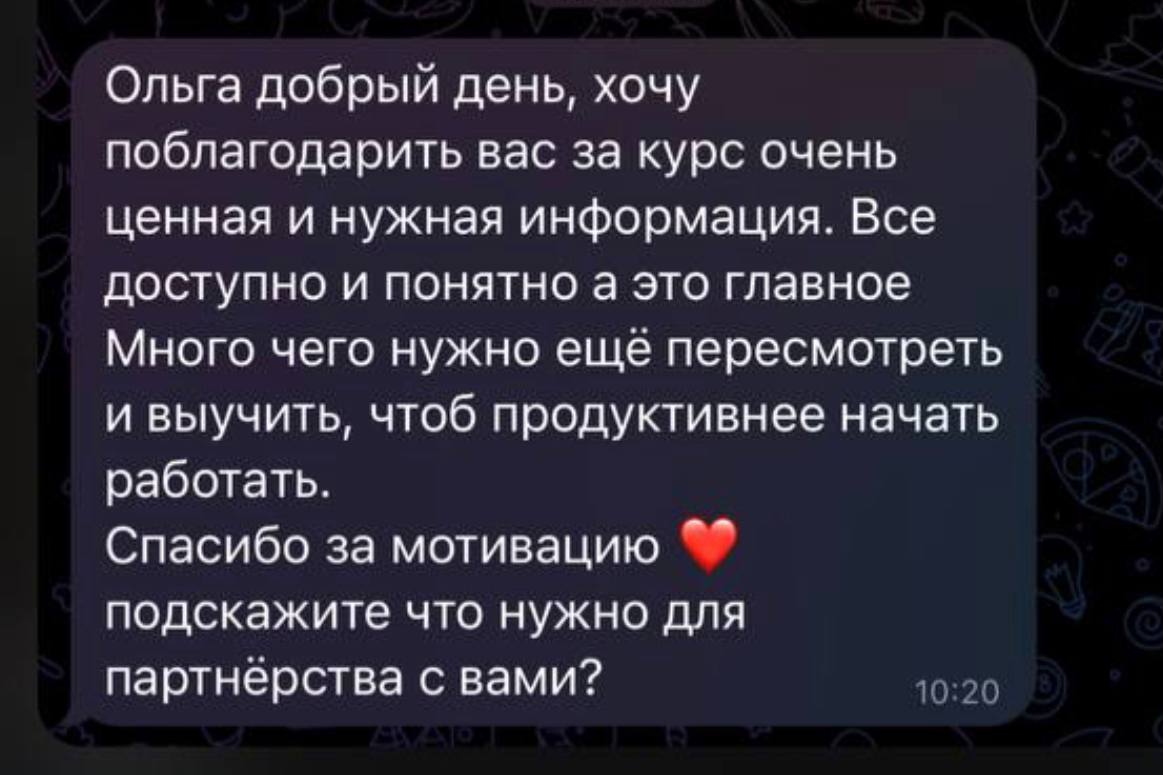 Ольга добрый день, хочу
поблагодарить вас за курс очень
ценная и нужная информация. Все
доступно и понятно а это главное
Много чего нужно ещё пересмотреть
и выучить, чтоб продуктивнее начать
работать.
Спасибо за мотивацию ❤️
подскажите что нужно для
партнёрства с вами?
10:20